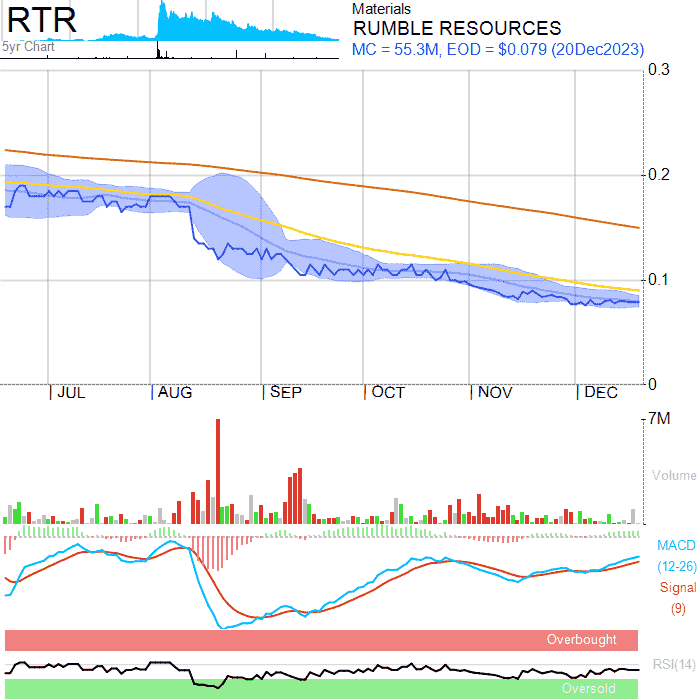 RTR
5yr Chart
Materials
RUMBLE RESOURCES
MC = 55.3M, EOD = $0.079 (20Dec2023)
0.3
0.2
0.1
0
JUL
AUG
SEP
OCT
NOV
DEC
7M
Volume
MACD
(12-26)
Signal
(9)
Overbought
RSI(14)
Oversold